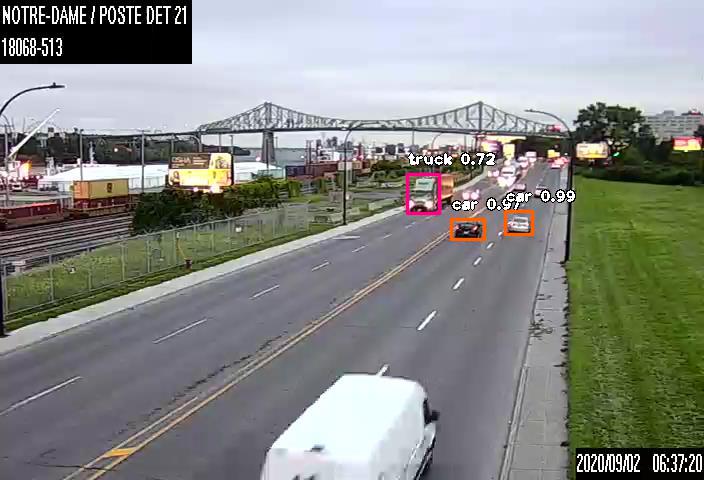 NOTRE-DAME / POSTE DET 21
18068-513
truck 0.72
car 0.97
car 0.99
2020/09/02 06:37:20